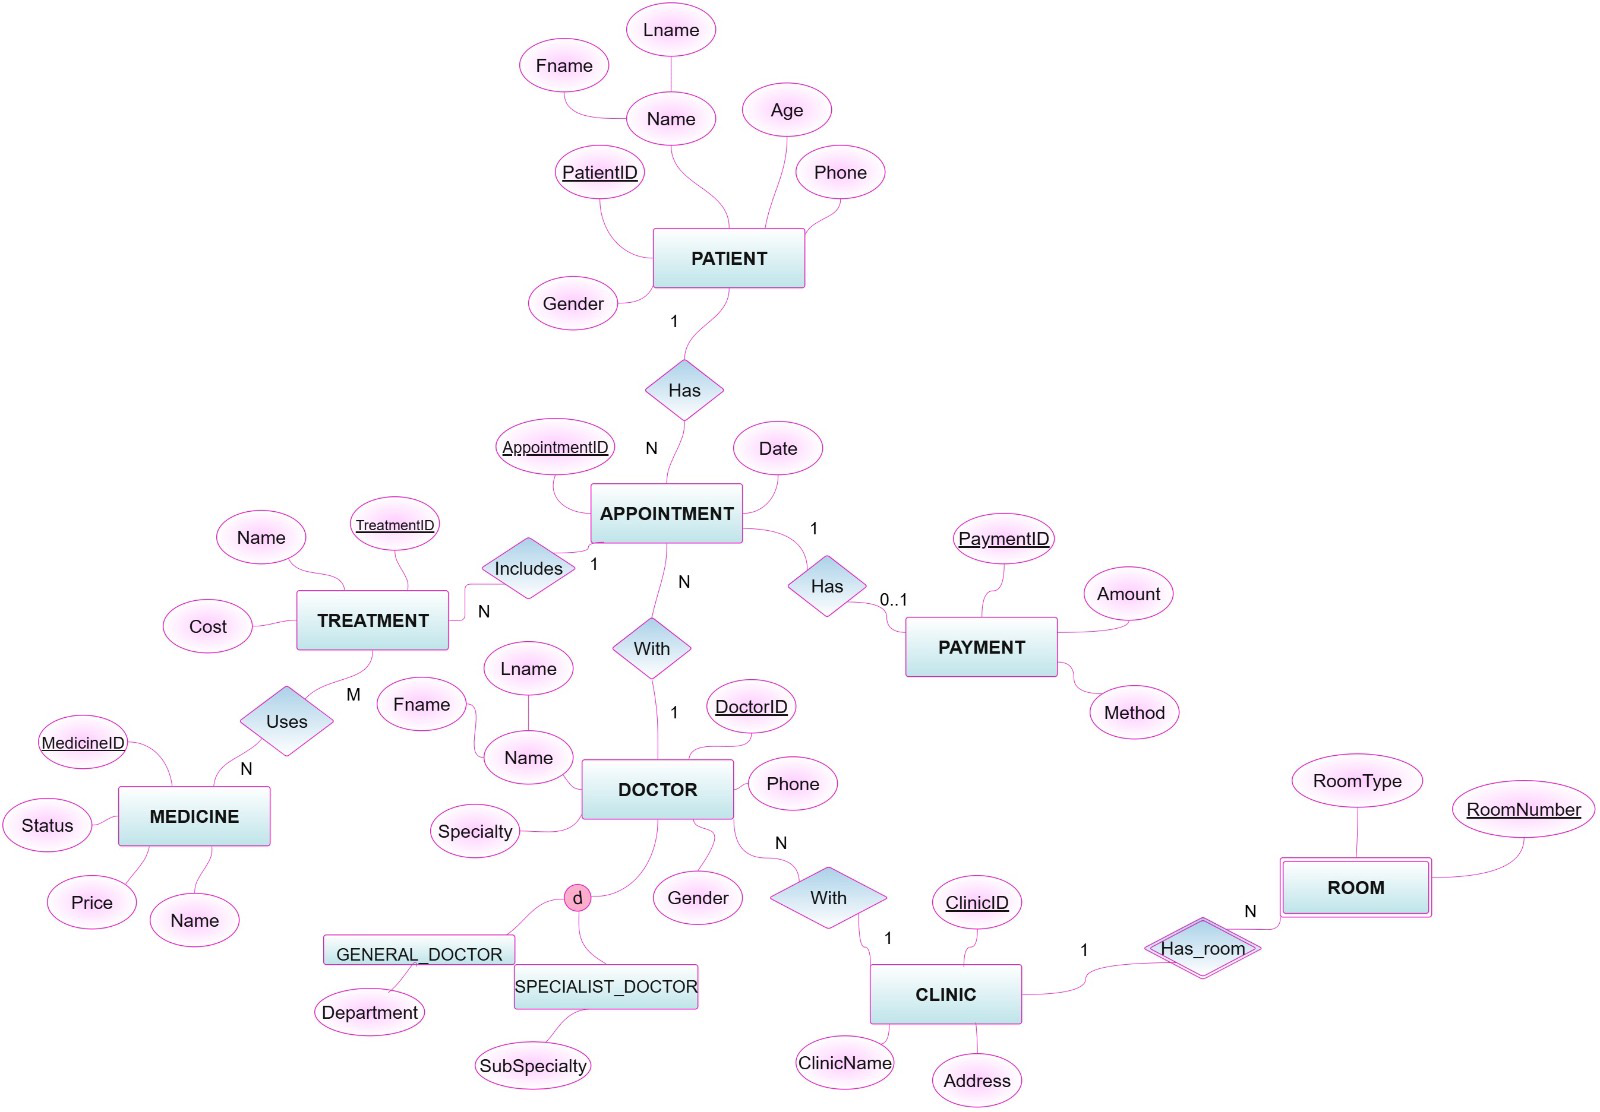 Lname
Fname
Name
Age
PatientID
Phone
PATIENT
Gender
1
Has
N
AppointmentID
Date
APPOINTMENT
Name
TreatmentID
Includes
1
N
1
Has
0..1
PaymentID
Amount
PAYMENT
Method
Cost
TREATMENT
N
With
1
M
Uses
N
MedicineID
Status
MEDICINE
Price
Name
Lname
Fname
Name
DoctorID
DOCTOR
Phone
Specialty
Gender
d
GENERAL_DOCTOR
Department
SPECIALIST_DOCTOR
SubSpecialty
N
With
1
ClinicID
CLINIC
ClinicName
Address
1
Has_room
N
RoomType
RoomNumber
ROOM